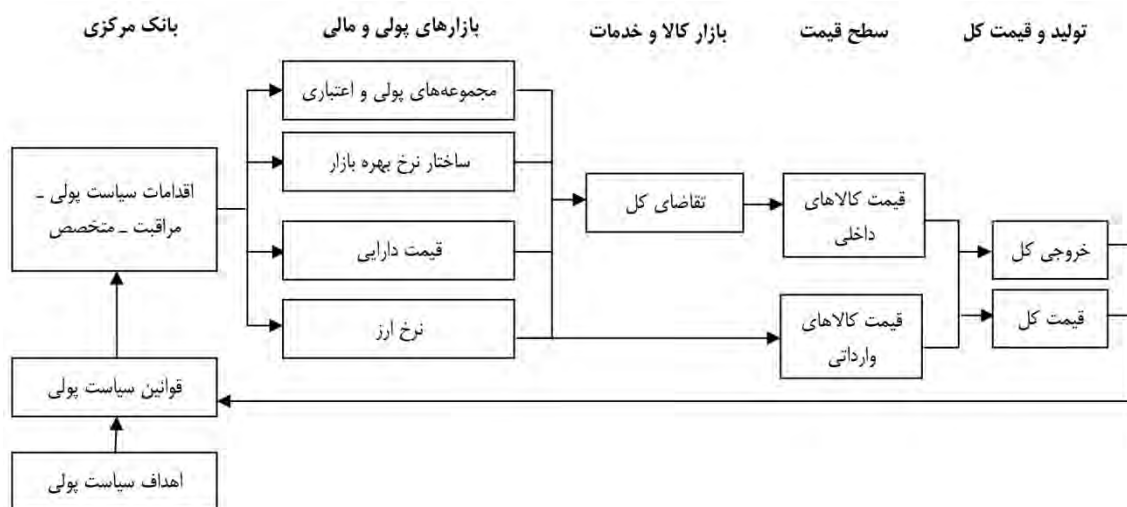 بانک مرکزی
بازارهای پولی و مالی
بازار کالا و خدمات
سطح قیمت
تولید و قیمت کل
مجموعه‌های پولی و اعتباری
ساختار نرخ بهره بازار
قیمت دارایی
نرخ ارز
اقدامات سیاست پولی ـ
مراقبت ـ متخصص
قوانین سیاست پولی
اهداف سیاست پولی
تقاضای کل
قیمت کالاهای
داخلی
قیمت کالاهای
وارداتی
خروجی کل
قیمت کل